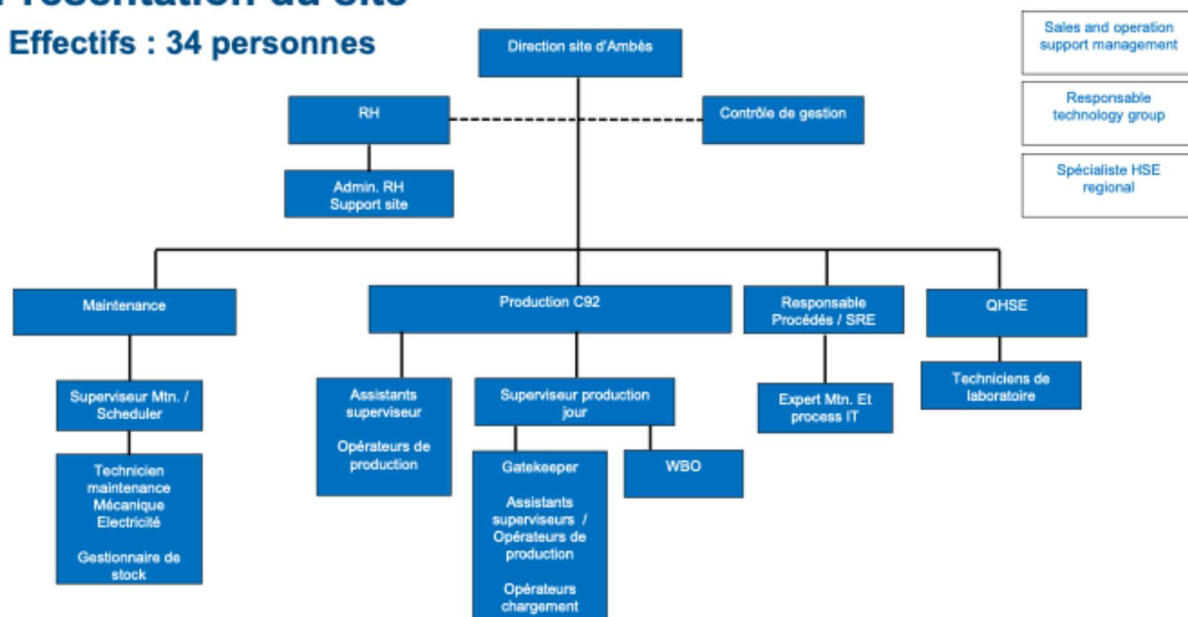 Présentation du site
Effectifs : 34 personnes
Direction site d'Ambès
Sales and operation
support management
RH
Contrôle de gestion
Responsable
technology group
Admin. RH
Support site
Spécialiste HSE
regional
Maintenance
Production C92
Responsable
Procédés / SRE
QHSE
Superviseur Mtn. /
Scheduler
Assistants
superviseur
Opérateurs de
production
Superviseur production
jour
Expert Mtn. Et
process IT
Techniciens de
laboratoire
Technicien
maintenance
Mécanique
Electricité
Gestionnaire de
stock
Gatekeeper
Assistants
superviseurs /
Opérateurs de
production
Opérateurs
chargement
WBO